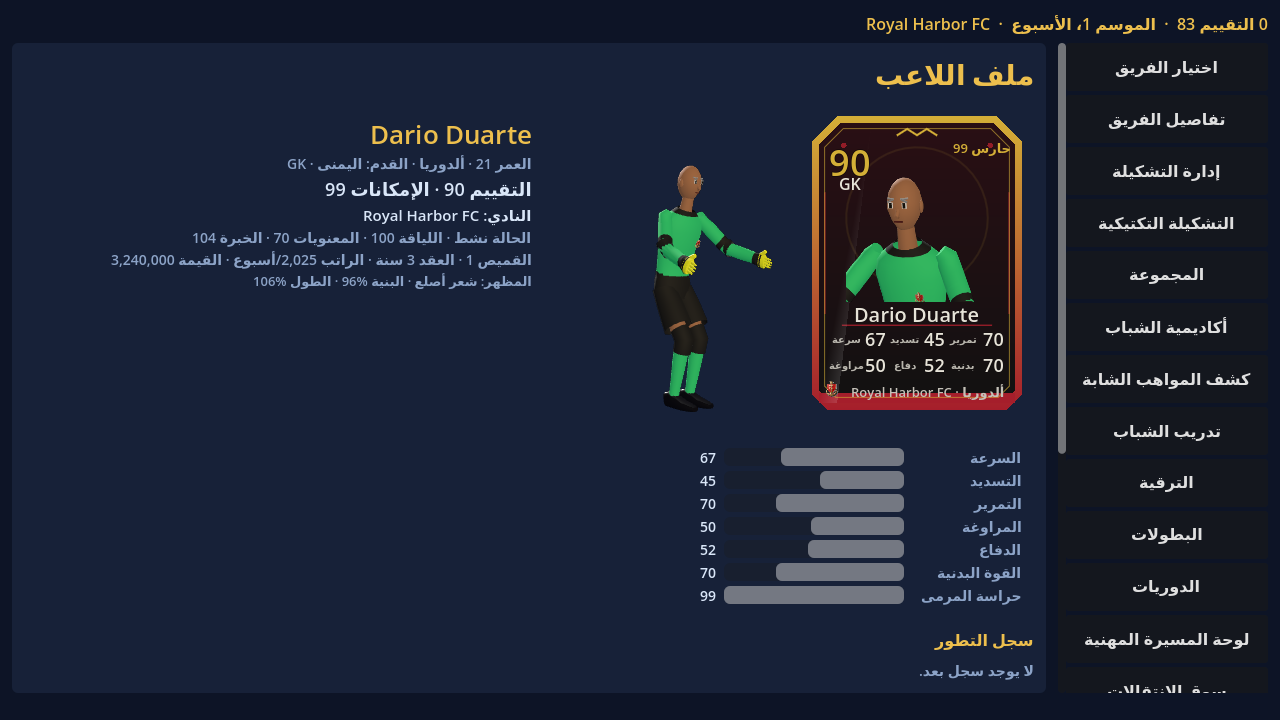 Royal Harbor FC · الموسم 1، الأسبوع 0 التقييم 83
اختيار الفريق
تفاصيل الفريق
إدارة التشكيلة
التشكيلة التكتيكية
المجموعة
أكاديمية الشباب
كشف المواهب الشابة
تدريب الشباب
الترقية
البطولات
الدوريات
لوحة المسيرة المهنية
سوق الانتقالات
ملف اللاعب
90
GK
حارس 99
Dario Duarte
70 تمرير 45 تسديد 67 سرعة
70 بدنية 52 دفاع 50 مراوغة
ألدوريا · Royal Harbor FC
Dario Duarte
العمر 21 · ألدوريا · القدم: اليمنى · GK
التقييم 90 · الإمكانات 99
النادي: Royal Harbor FC
الحالة نشط · اللياقة 100 · المعنويات 70 · الخبرة 104
القميص 1 · العقد 3 سنة · الراتب 2,025/أسبوع · القيمة 3,240,000
المظهر: شعر أصلع · البنية 96% · الطول 106%
السرعة 67
التسديد 45
التمرير 70
المراوغة 50
الدفاع 52
القوة البدنية 70
حراسة المرمى 99
سجل التطور
لا يوجد سجل بعد.